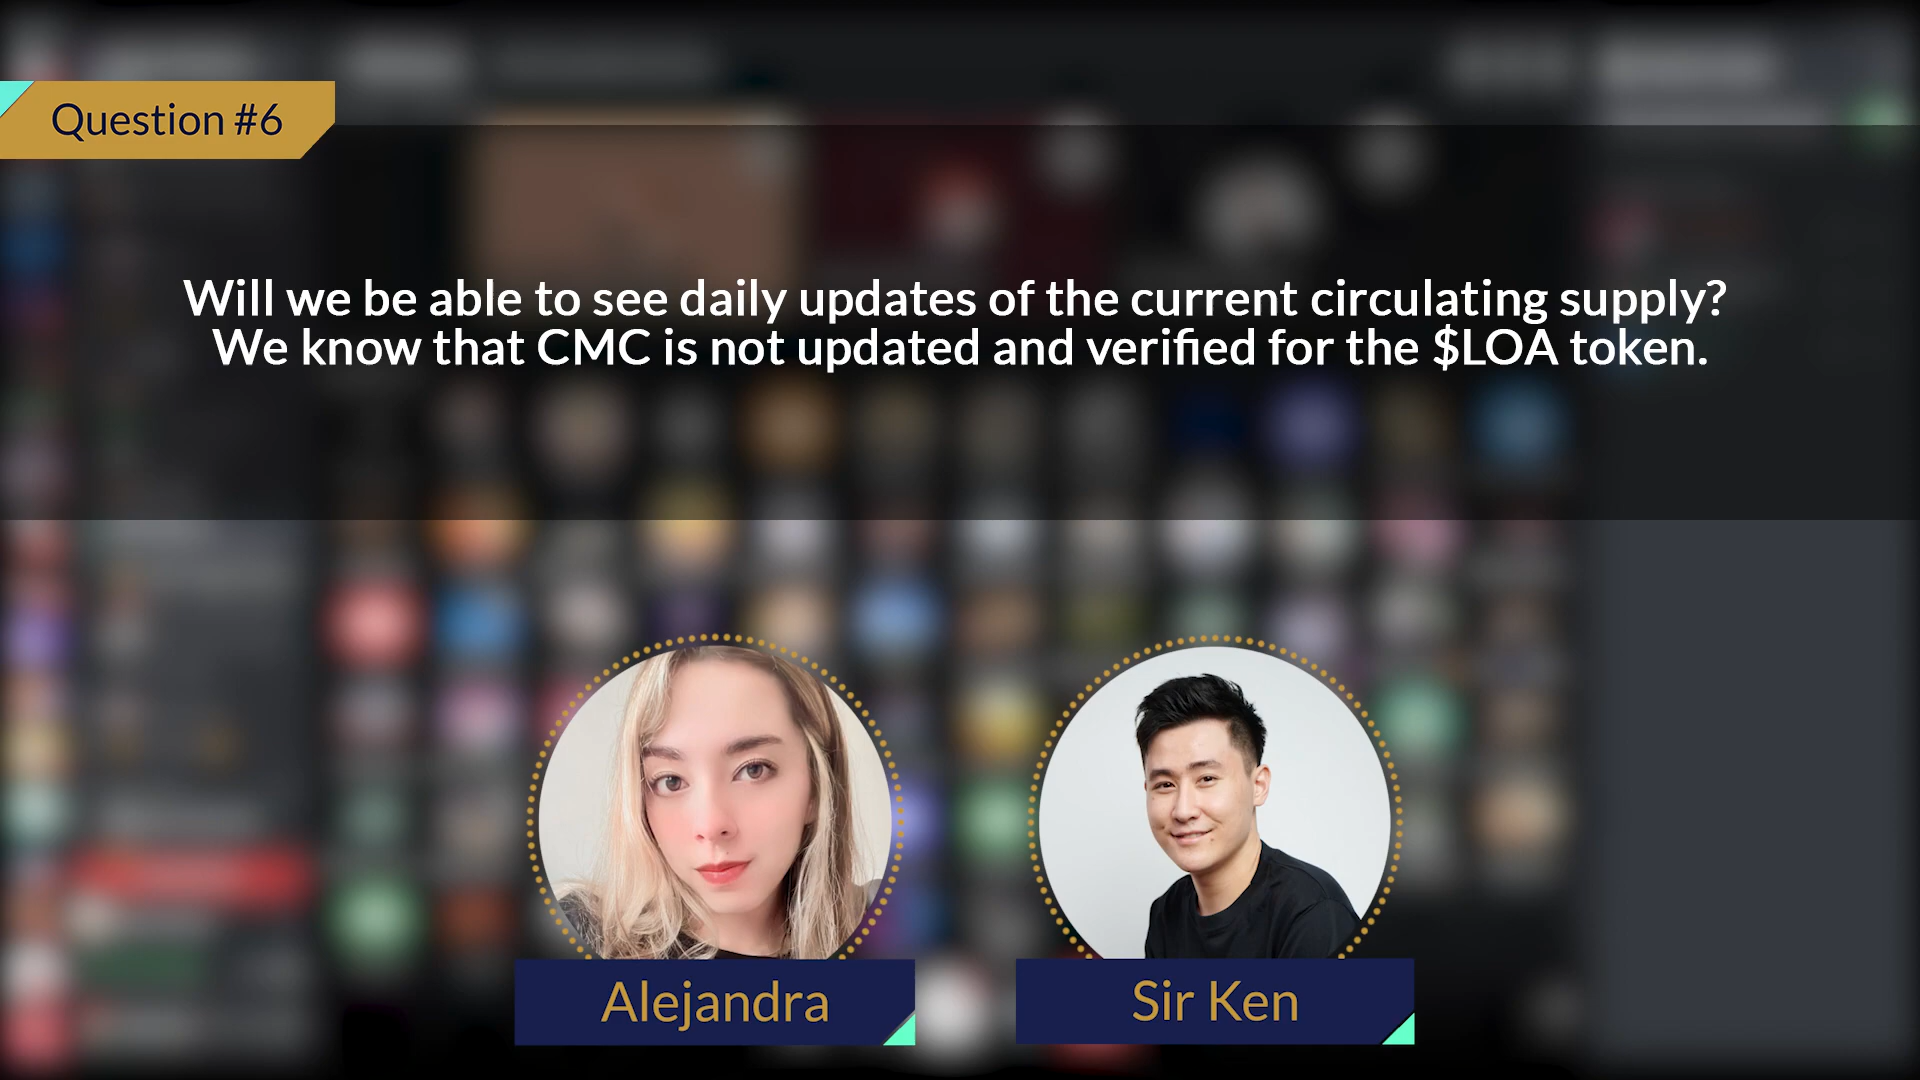 Question #6
Will we be able to see daily updates of the current circulating supply?
We know that CMC is not updated and verified for the $LOA token.
Alejandra
Sir Ken